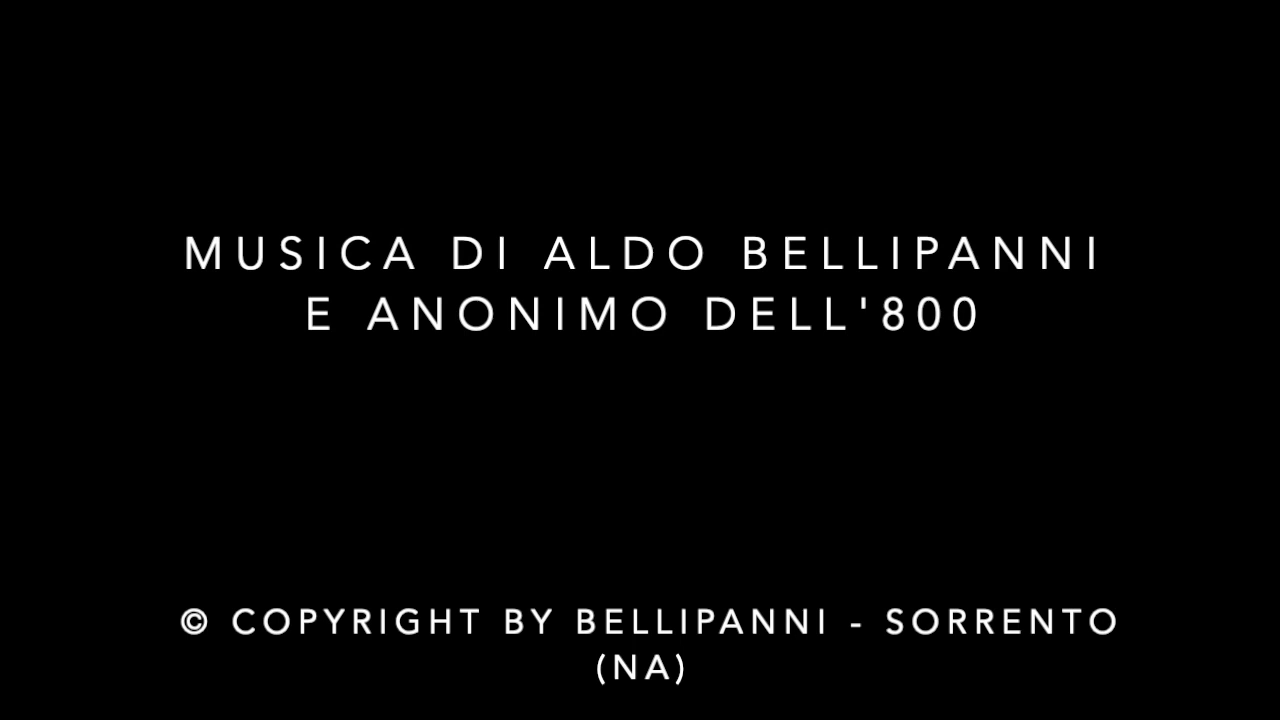 MUSICA DI ALDO BELLIPANNI
E ANONIMO DELL'800
© COPYRIGHT BY BELLIPANNI - SORRENTO
(NA)